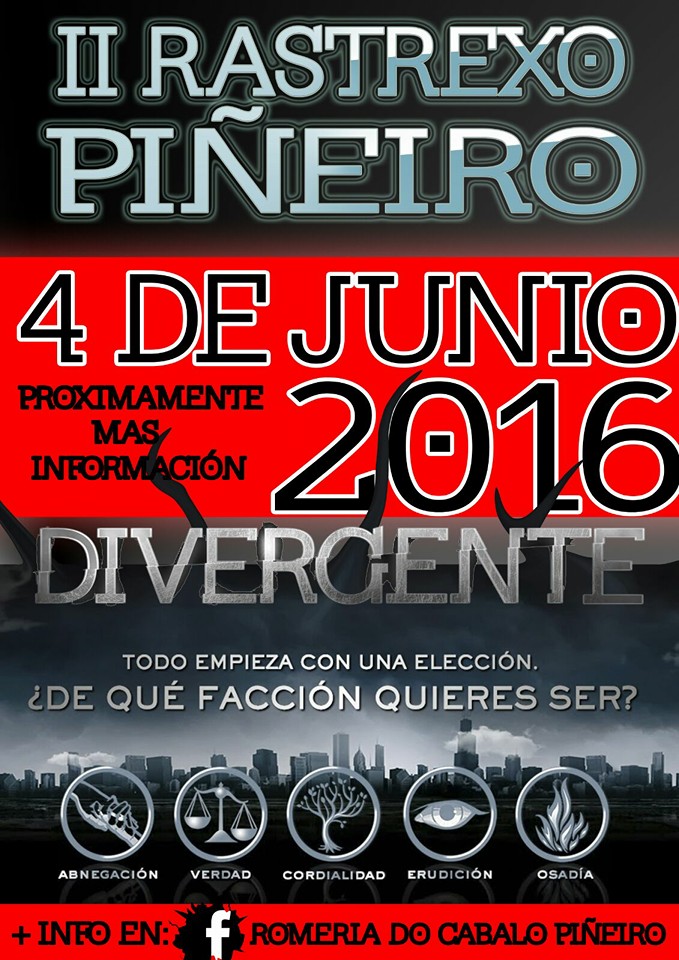 II RASTREXO
PIÑEIRO
4 DE JUNIO
2016
PROXIMAMENTE
MAS
INFORMACIÓN
DIVERGENTE
TODO EMPIEZA CON UNA ELECCIÓN.
¿DE QUÉ FACCIÓN QUIERES SER?
ABNEGACIÓN VERDAD CORDIALIDAD ERUDICIÓN OSADÍA
+ INFO EN: f ROMERIA DO CABALO PIÑEIRO